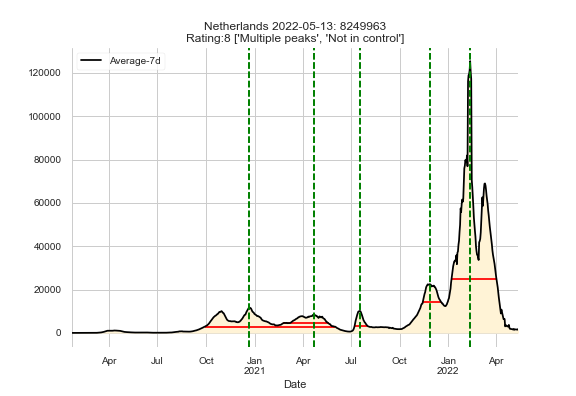 Netherlands 2022-05-13: 8249963
Rating:8 ['Multiple peaks', 'Not in control']
Average-7d
120000
100000
80000
60000
40000
20000
0
Apr Jul Oct Jan Apr Jul Oct Jan Apr
2021 2022
Date